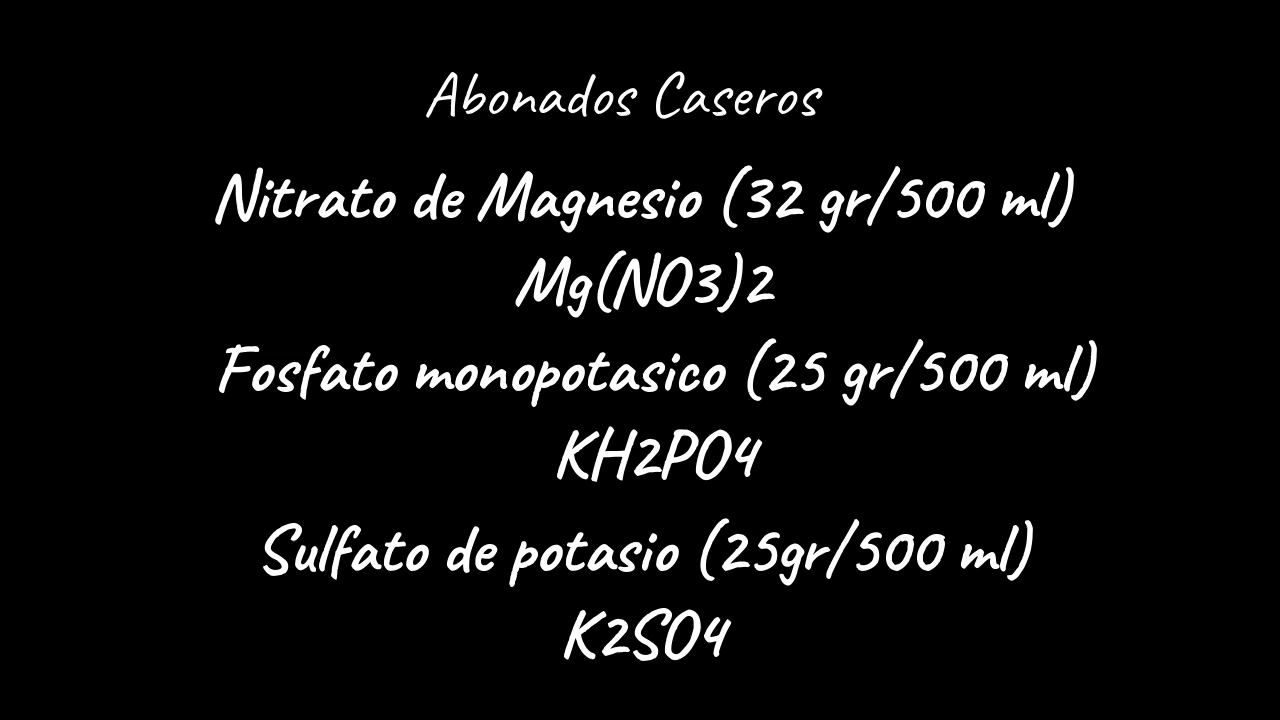 Abonados Caseros
Nitrato de Magnesio (32 gr/500 ml)
Mg(NO3)2
Fosfato monopotasico (25 gr/500 ml)
KH2PO4
Sulfato de potasio (25gr/500 ml)
K2SO4